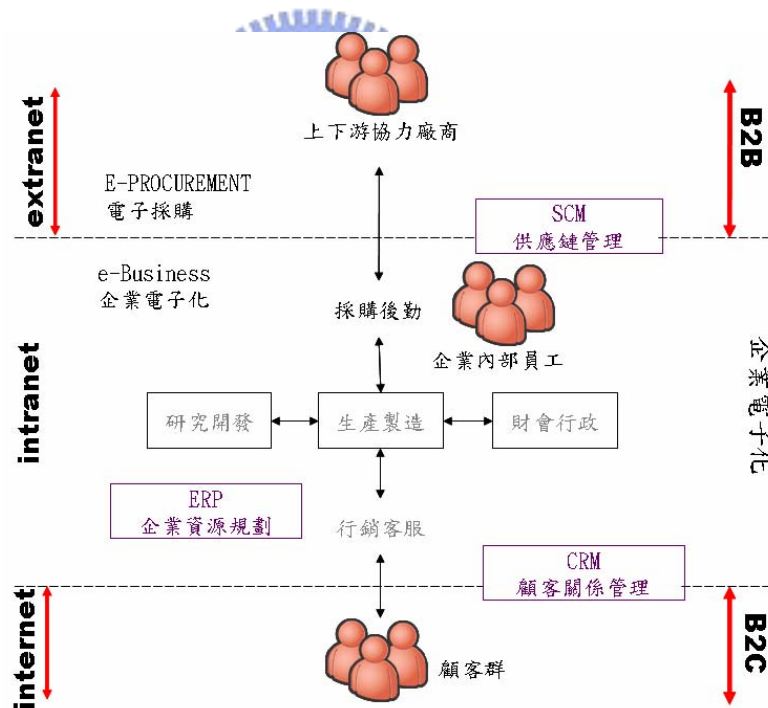 extranet
B2B
上下游協力廠商
E-PROCUREMENT
電子採購
SCM
供應鏈管理
e-Business
企業電子化
採購後勤
企業內部員工
intranet
企業電子化
研究開發
生產製造
財會行政
ERP
企業資源規劃
行銷客服
CRM
顧客關係管理
internet
B2C
顧客群